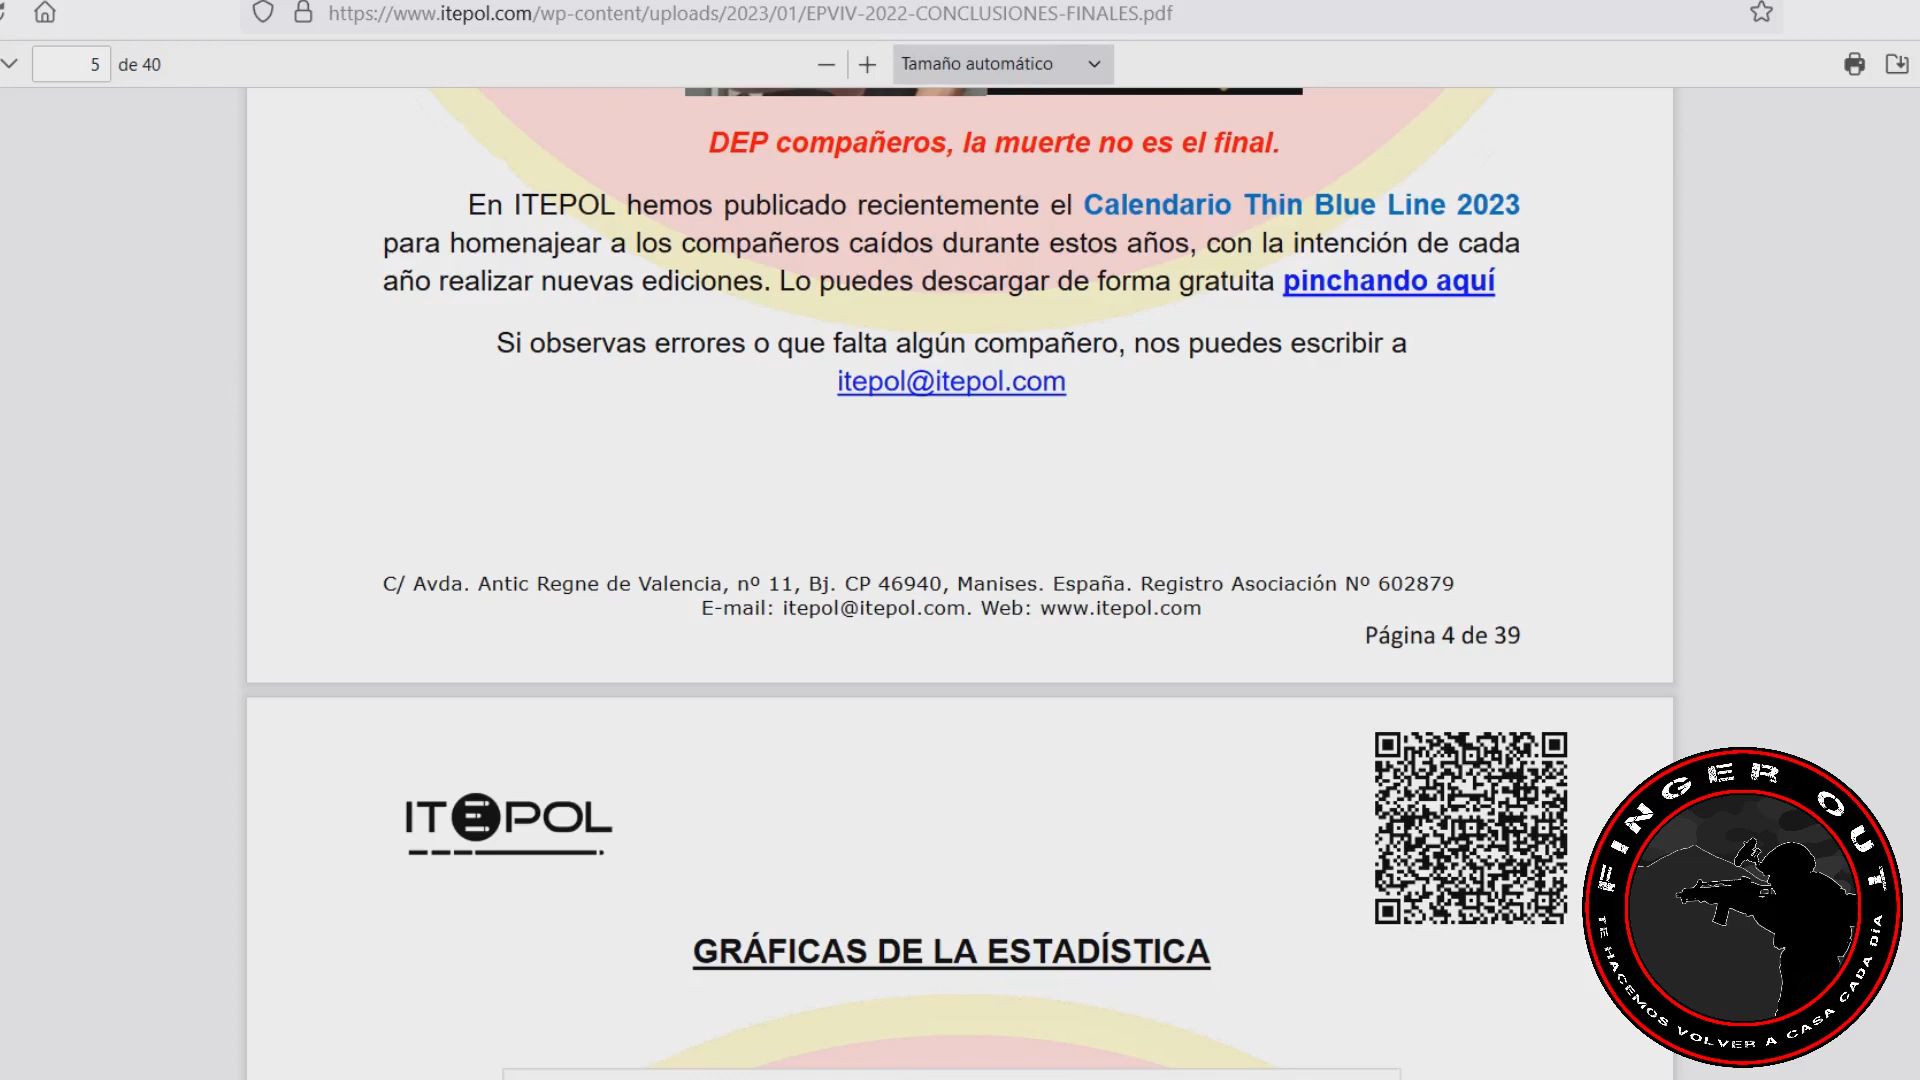 https://www.itepol.com/wp-content/uploads/2023/01/EPVIV-2022-CONCLUSIONES-FINALES.pdf
5 de 40
Tamaño automático
DEP compañeros, la muerte no es el final.
En ITEPOL hemos publicado recientemente el Calendario Thin Blue Line 2023
para homenajear a los compañeros caídos durante estos años, con la intención de cada
año realizar nuevas ediciones. Lo puedes descargar de forma gratuita pinchando aquí
Si observas errores o que falta algún compañero, nos puedes escribir a
itepol@itepol.com
C/ Avda. Antic Regne de Valencia, nº 11, Bj. CP 46940, Manises. España. Registro Asociación Nº 602879
E-mail: itepol@itepol.com. Web: www.itepol.com
Página 4 de 39
ITEPOL
GRÁFICAS DE LA ESTADÍSTICA
FINGER OUT
TE HACEMOS VOLVER A CASA CADA DÍA